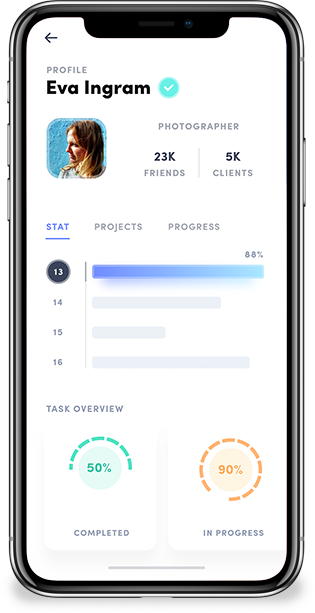 PROFILE
Eva Ingram
PHOTOGRAPHER
23K 5K
FRIENDS CLIENTS
STAT PROJECTS PROGRESS
88%
13
14
15
16
TASK OVERVIEW
50% 90%
COMPLETED IN PROGRESS